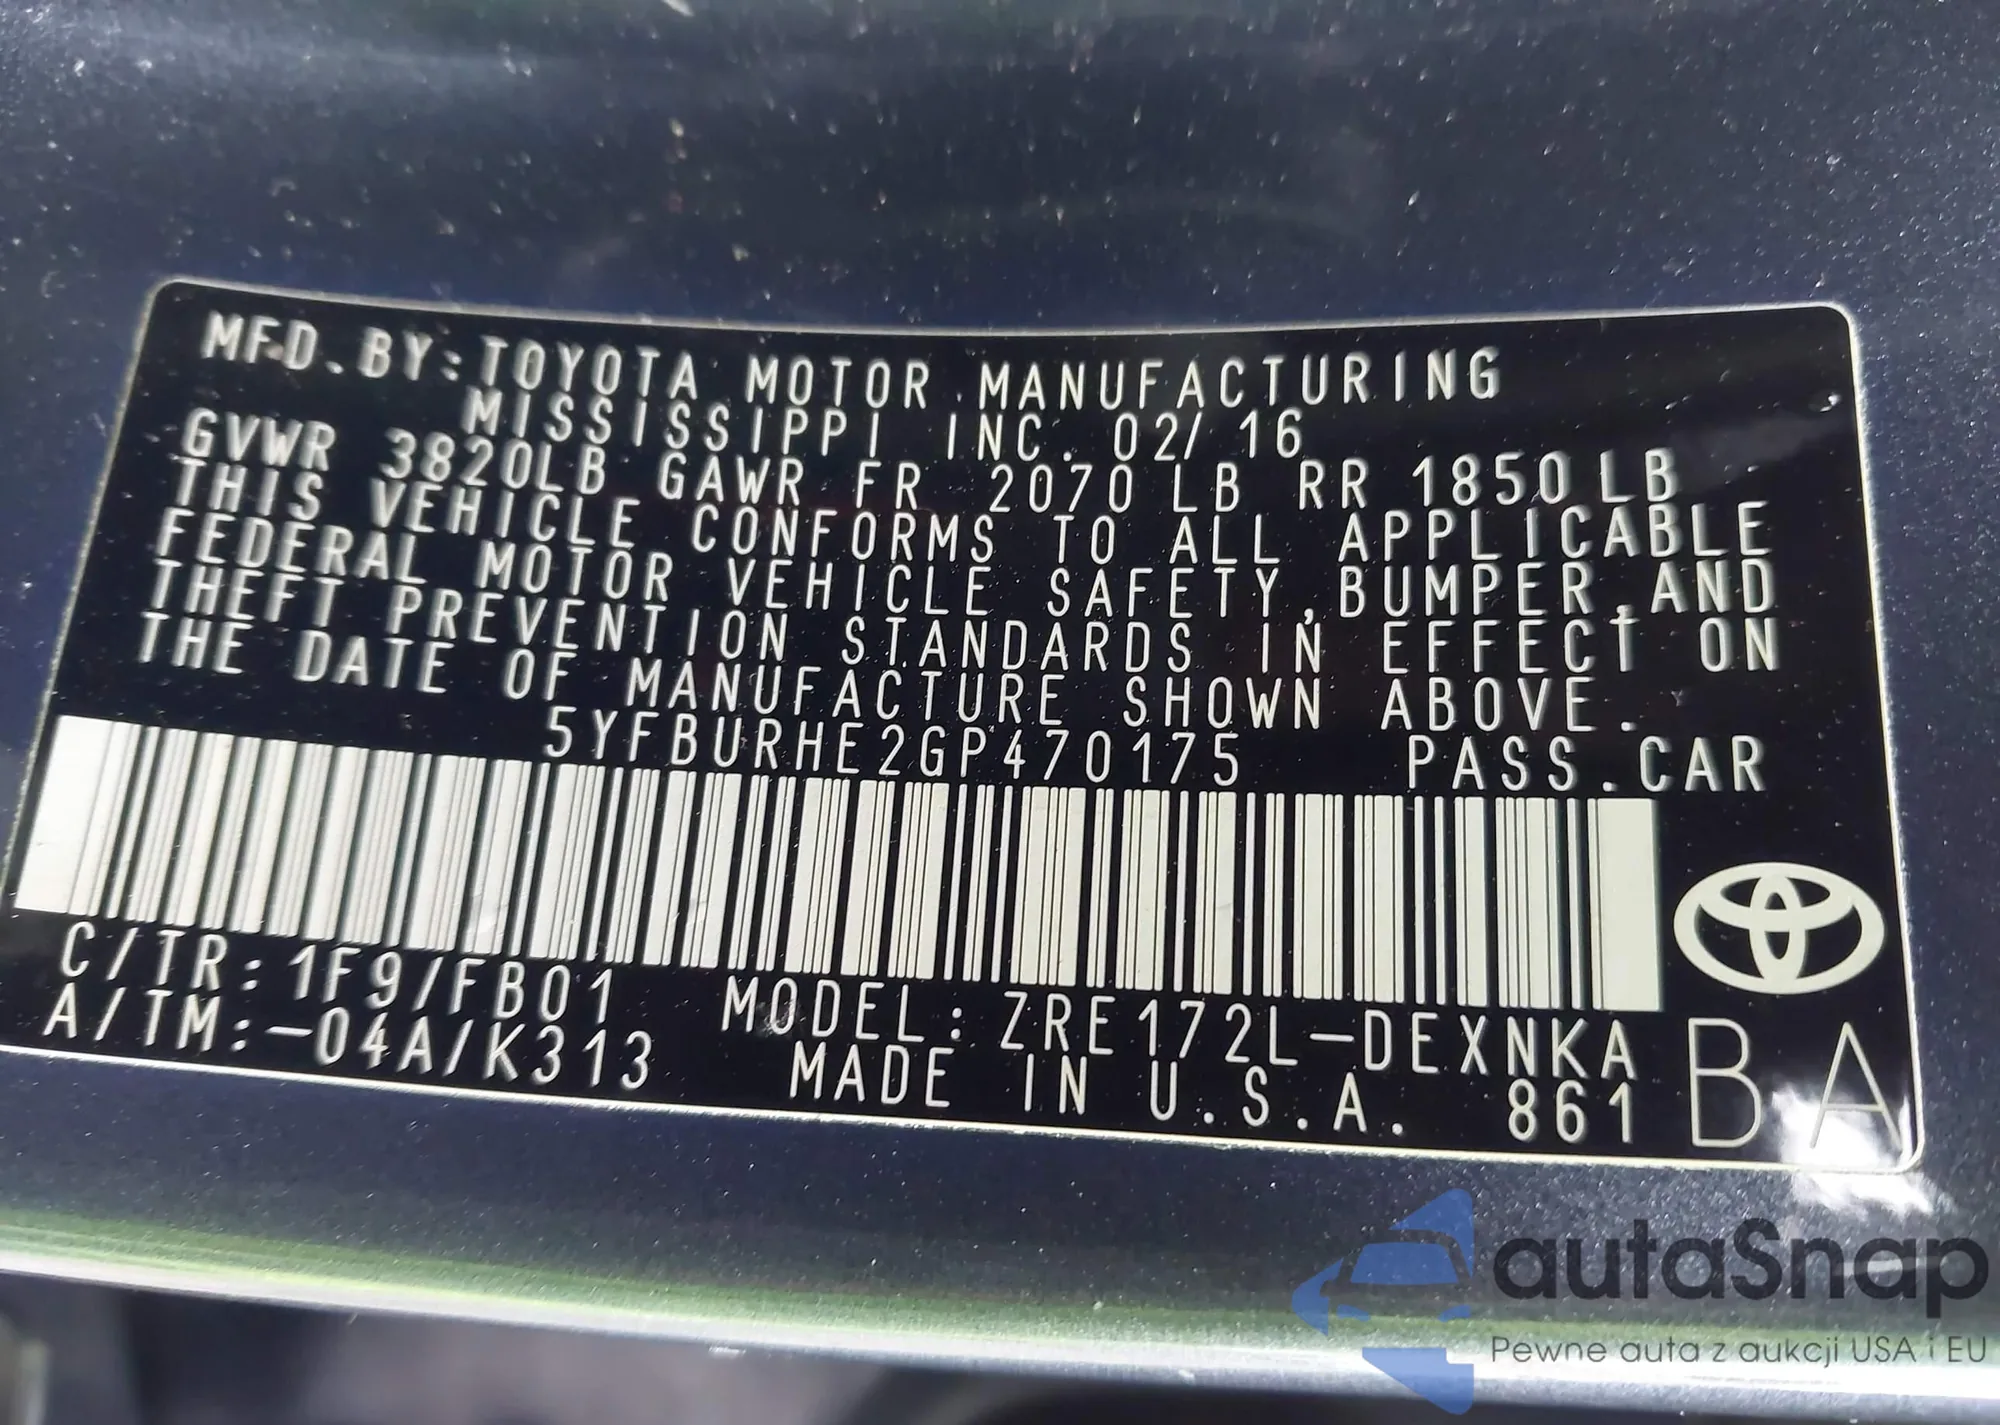 MFD.BY:TOYOTA MOTOR MANUFACTURING
MISSISSIPPI INC. 02/16
GVWR 3820LB GAWR FR 2070LB RR 1850LB
THIS VEHICLE CONFORMS TO ALL APPLICABLE
FEDERAL MOTOR VEHICLE SAFETY,BUMPER,AND
THEFT PREVENTION STANDARDS IN EFFECT ON
THE DATE OF MANUFACTURE SHOWN ABOVE.
5YFBURHE2GP470175 PASS.CAR
C/TR:1F9/FB01 MODEL:ZRE172L-DEXNKA
A/TM:-04A/K313 MADE IN U.S.A. 861
BA
autaSnap
Pewne auta z aukcji USA i EU